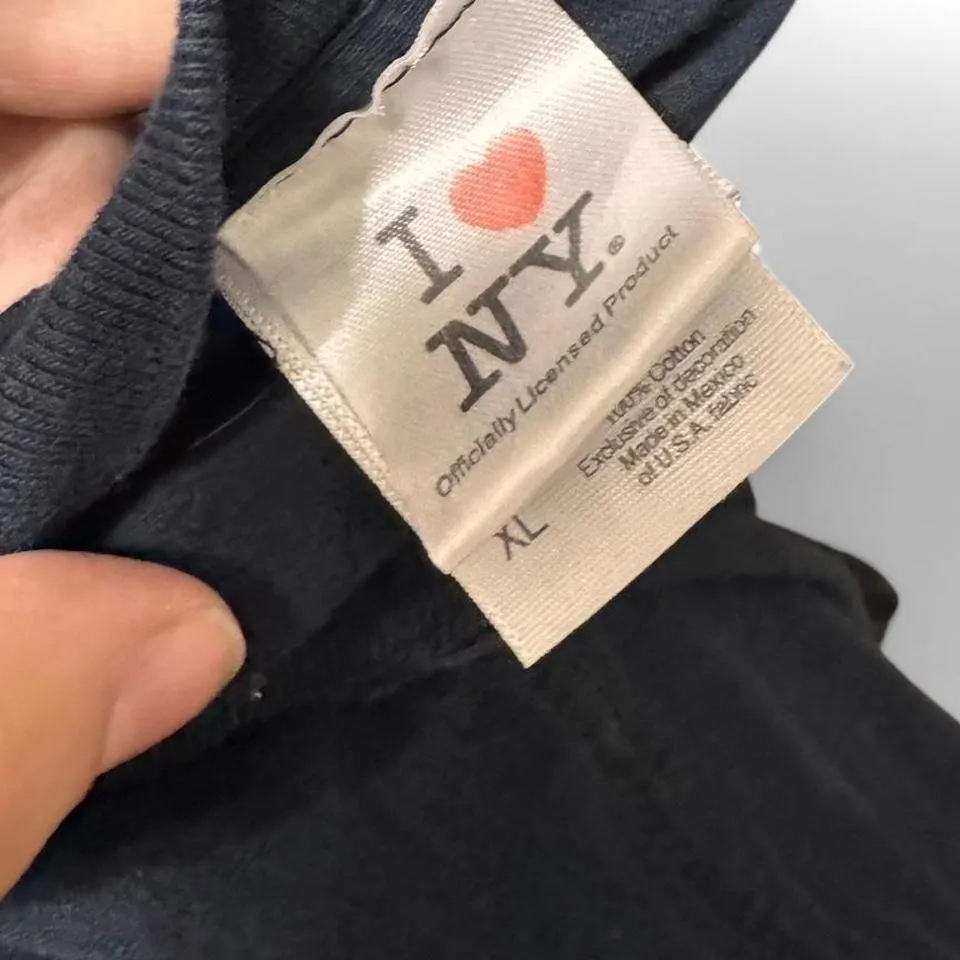 I
NY®
Officially Licensed Product
XL
100% Cotton
Exclusive of decoration
Made in Mexico
of U.S.A. fabric